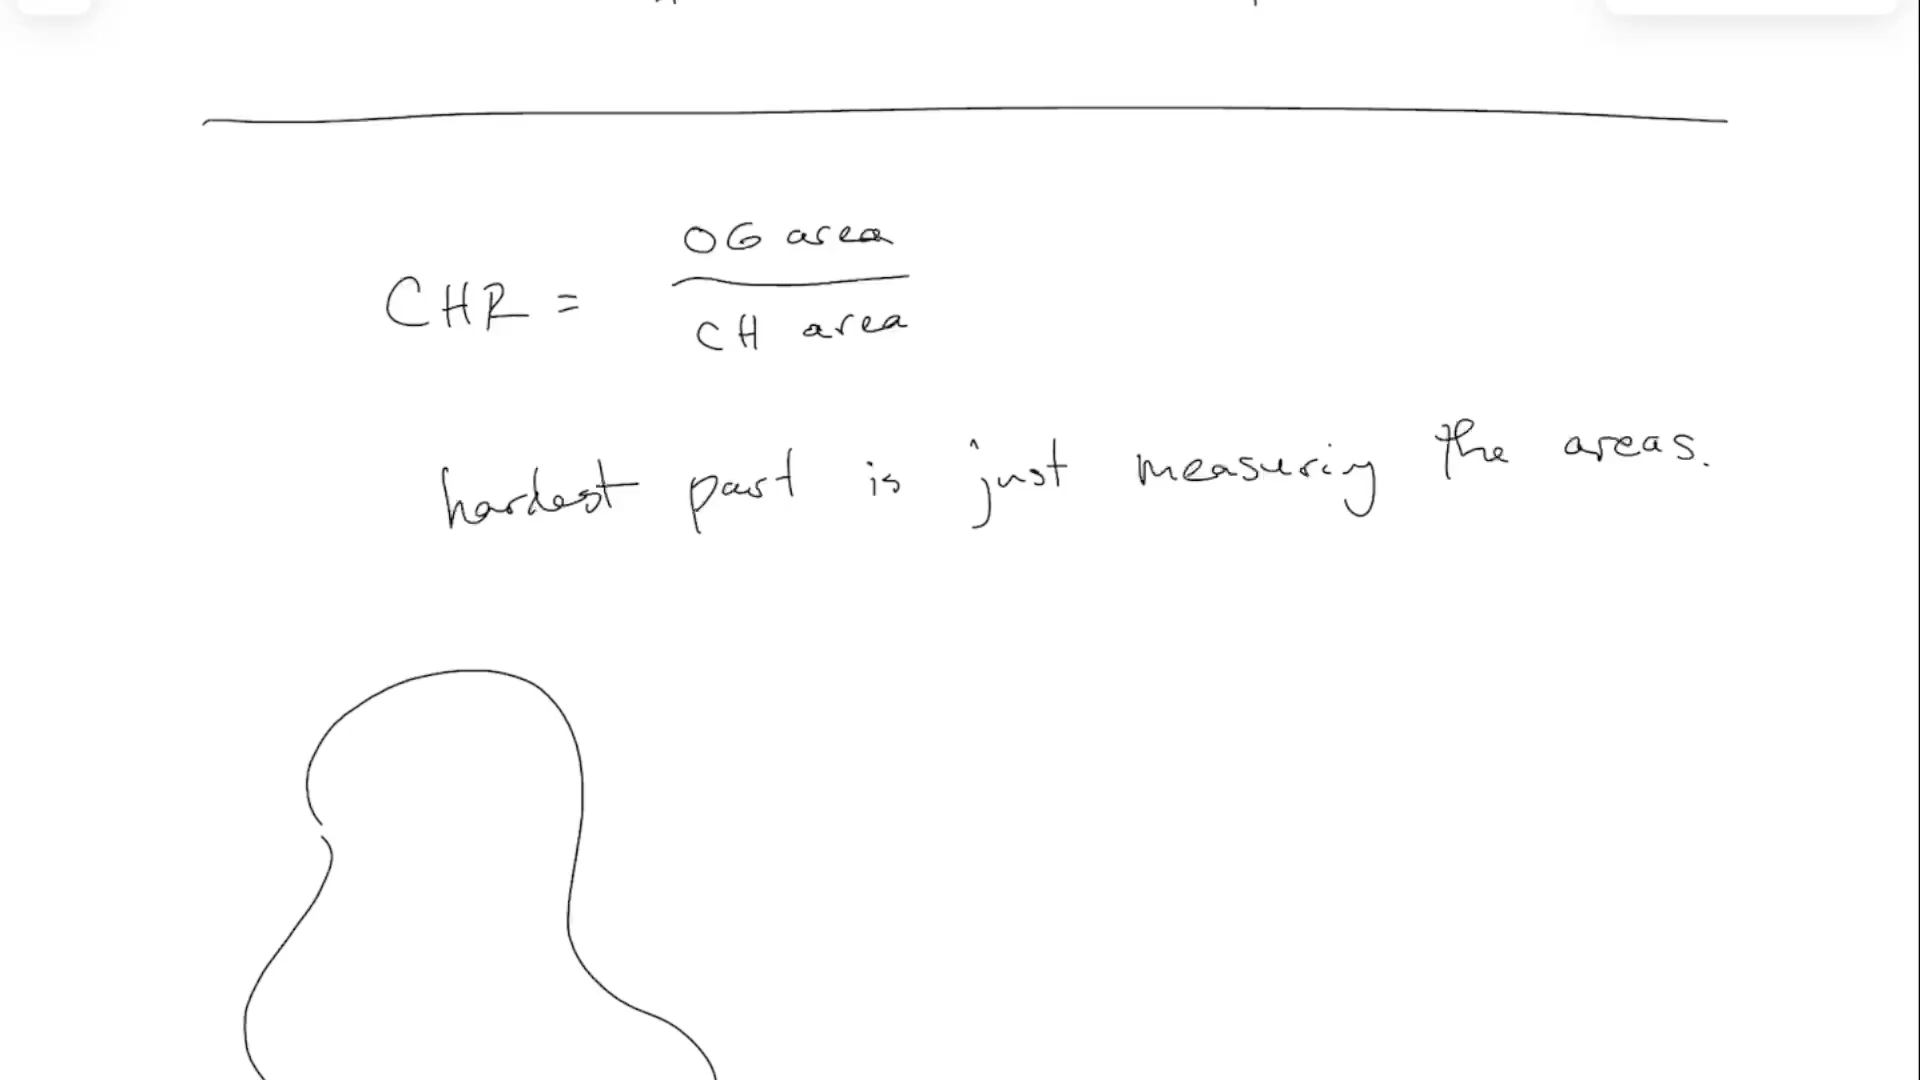 OG area
CHR =
CH area
hardest part is just measuring the areas.